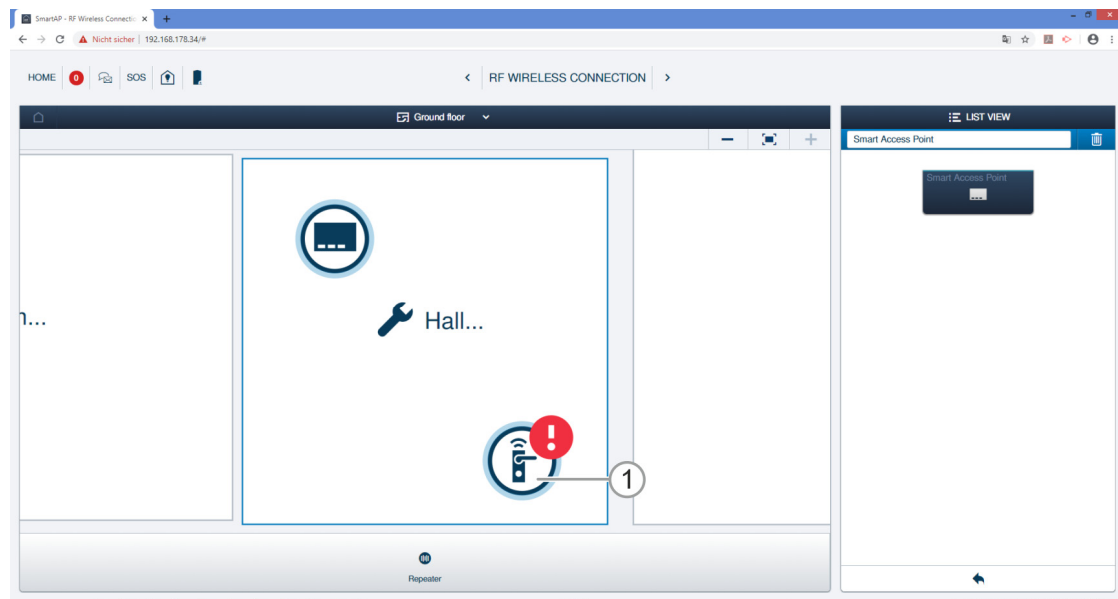 SmartAP - RF Wireless Connectio
Nicht sicher | 192.168.178.34/#
HOME 0 SOS RF WIRELESS CONNECTION
Ground floor
LIST VIEW
Smart Access Point
Smart Access Point
Hall...
1
Repeater